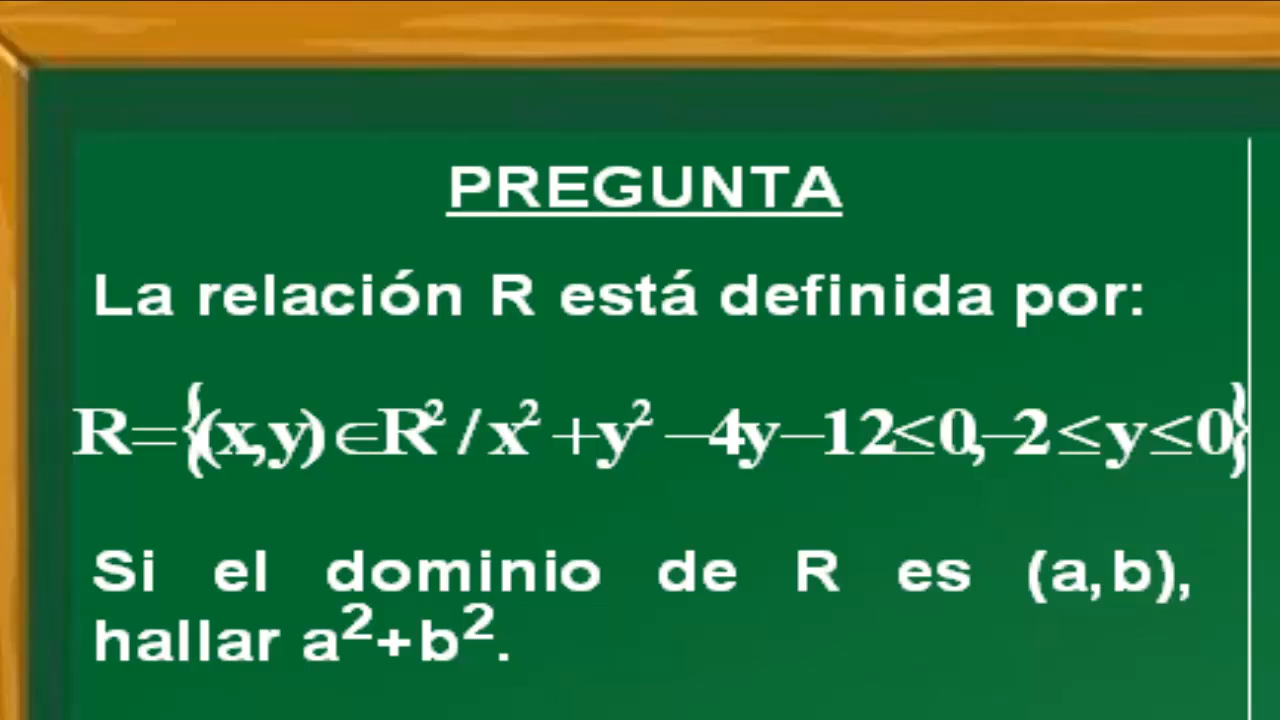 PREGUNTA
La relación R está definida por:
R={(x,y)∈R²/x²+y²−4y−12≤0,−2≤y≤0}
Si el dominio de R es (a,b),
hallar a²+b².